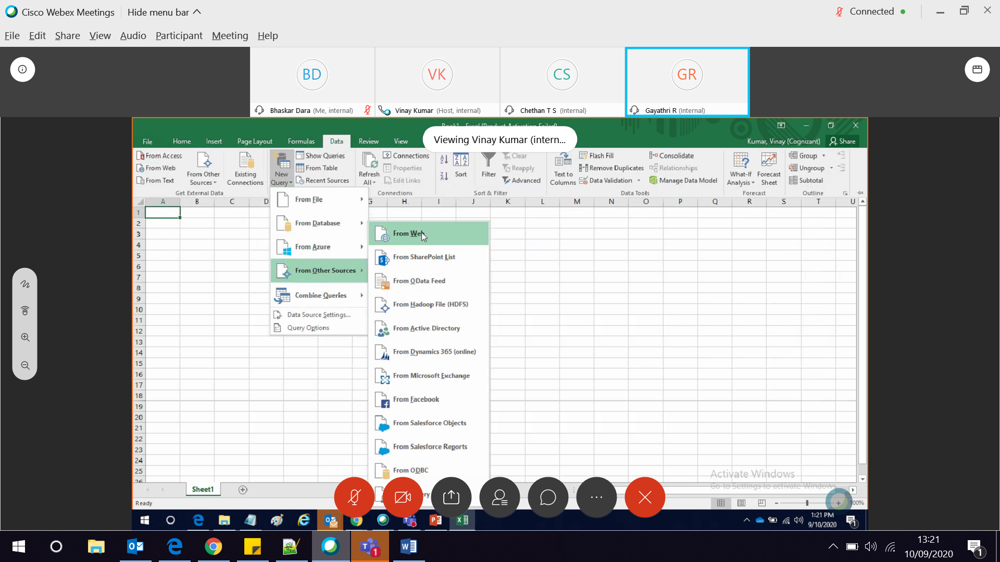 Cisco Webex Meetings Hide menu bar Connected
File Edit Share View Audio Participant Meeting Help
BD VK CS GR
Bhaskar Dara (Me, internal) Vinay Kumar (Host, internal) Chethan T S (Internal) Gayathri R (Internal)
Book1 - Excel (Product Activation Failed)
Viewing Vinay Kumar (intern...
File Home Insert Page Layout Formulas Data Review View Kumar, Vinay (Cognizant) Share
From Access Show Queries Connections Clear Flash Fill Consolidate Group
From Web From Table Properties Reapply Remove Duplicates Relationships Ungroup
From Text Recent Sources Edit Links Advanced Data Validation Manage Data Model Subtotal
From Other Sources
Existing Connections
New Query
Refresh All
Sort
Filter
Text to Columns
What-If Analysis
Forecast Sheet
Get External Data Connections Sort & Filter Data Tools Forecast Outline
A B C D G H I J K L M N O P Q R S T U
1
2
3
4
5
6
7
8
9
10
11
12
13
14
15
16
17
18
19
20
21
22
23
24
25
26
From File
From Database
From Azure
From Other Sources
Combine Queries
Data Source Settings...
Query Options
From Web
From SharePoint List
From OData Feed
From Hadoop File (HDFS)
From Active Directory
From Dynamics 365 (online)
From Microsoft Exchange
From Facebook
From Salesforce Objects
From Salesforce Reports
From ODBC
Activate Windows
Go to Settings to activate Windows.
Sheet1
Ready 100%
1:21 PM
9/10/2020
1
13:21
10/09/2020
1
1